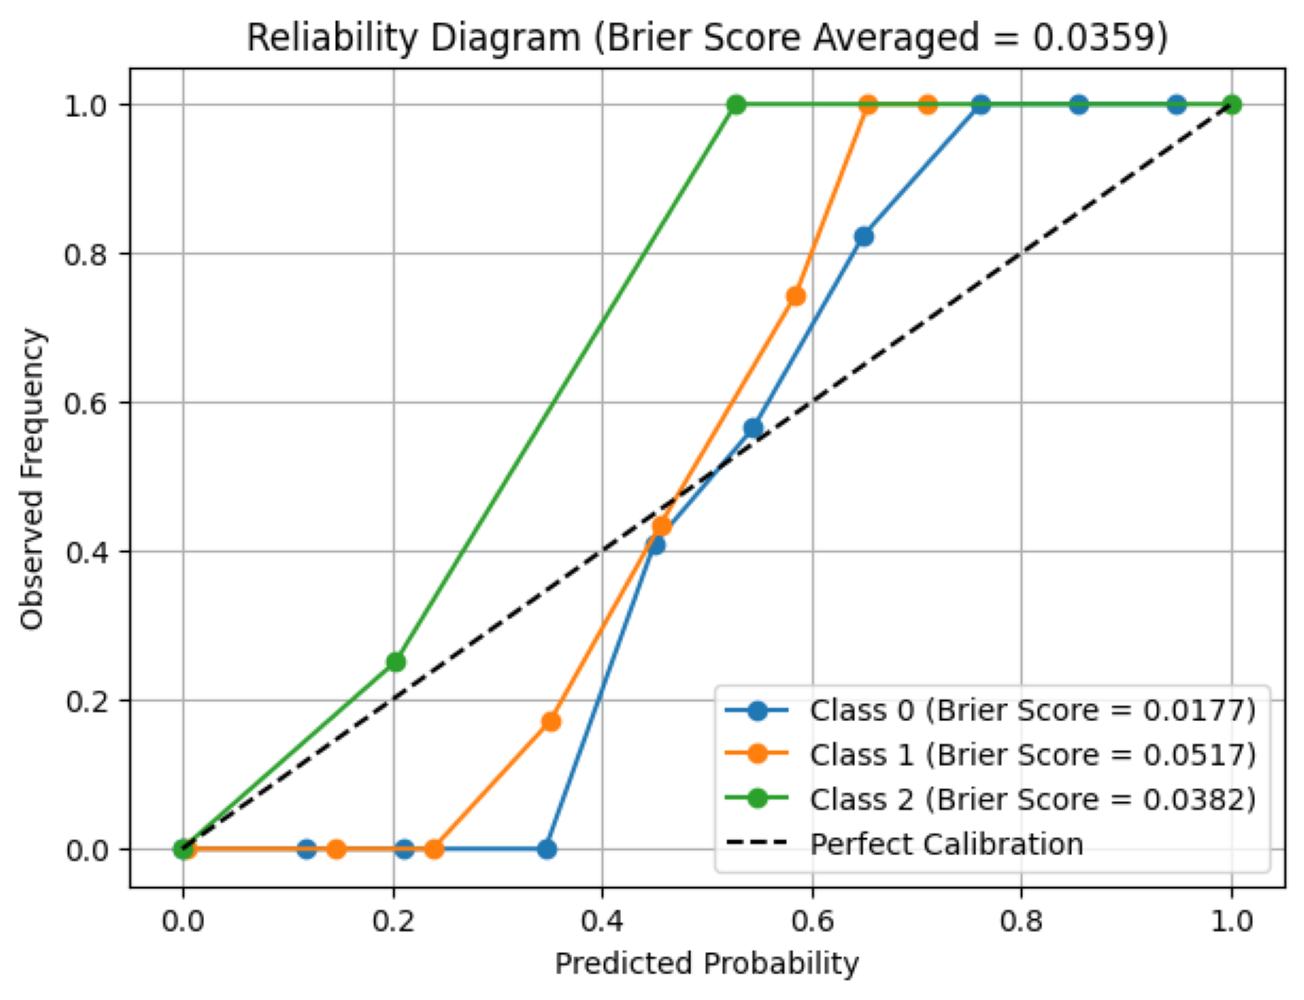 Reliability Diagram (Brier Score Averaged = 0.0359)
1.0
0.8
0.6
0.4
0.2
0.0
Observed Frequency
Class 0 (Brier Score = 0.0177)
Class 1 (Brier Score = 0.0517)
Class 2 (Brier Score = 0.0382)
Perfect Calibration
0.0 0.2 0.4 0.6 0.8 1.0
Predicted Probability